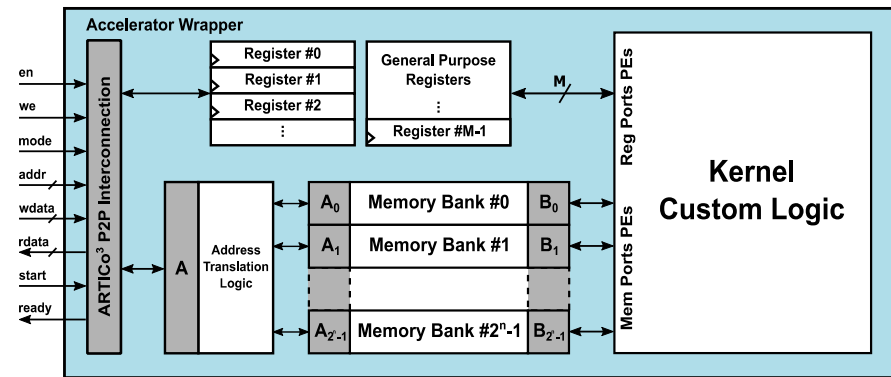 Accelerator Wrapper
en
we
mode
addr
wdata
rdata
start
ready
ARTICo³ P2P Interconnection
Register #0
Register #1
Register #2
⋮
General Purpose
Registers
⋮
Register #M-1
M
Reg Ports PEs
Mem Ports PEs
Kernel
Custom Logic
A
Address
Translation
Logic
A₀ Memory Bank #0 B₀
A₁ Memory Bank #1 B₁
A₂ⁿ₋₁ Memory Bank #2ⁿ-1 B₂ⁿ₋₁